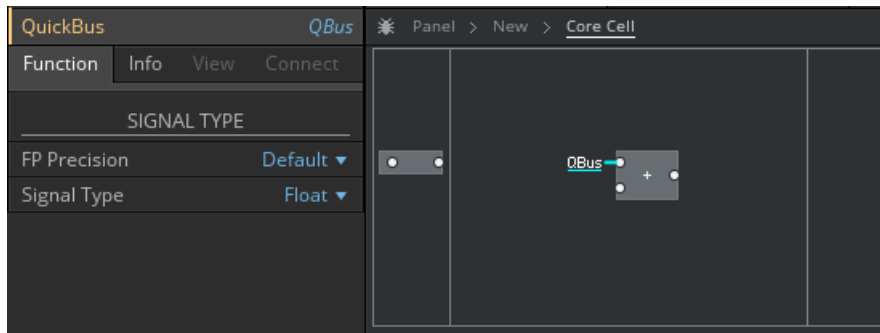 QuickBus QBus
Function Info View Connect
SIGNAL TYPE
FP Precision Default
Signal Type Float
Panel > New > Core Cell
QBus
+